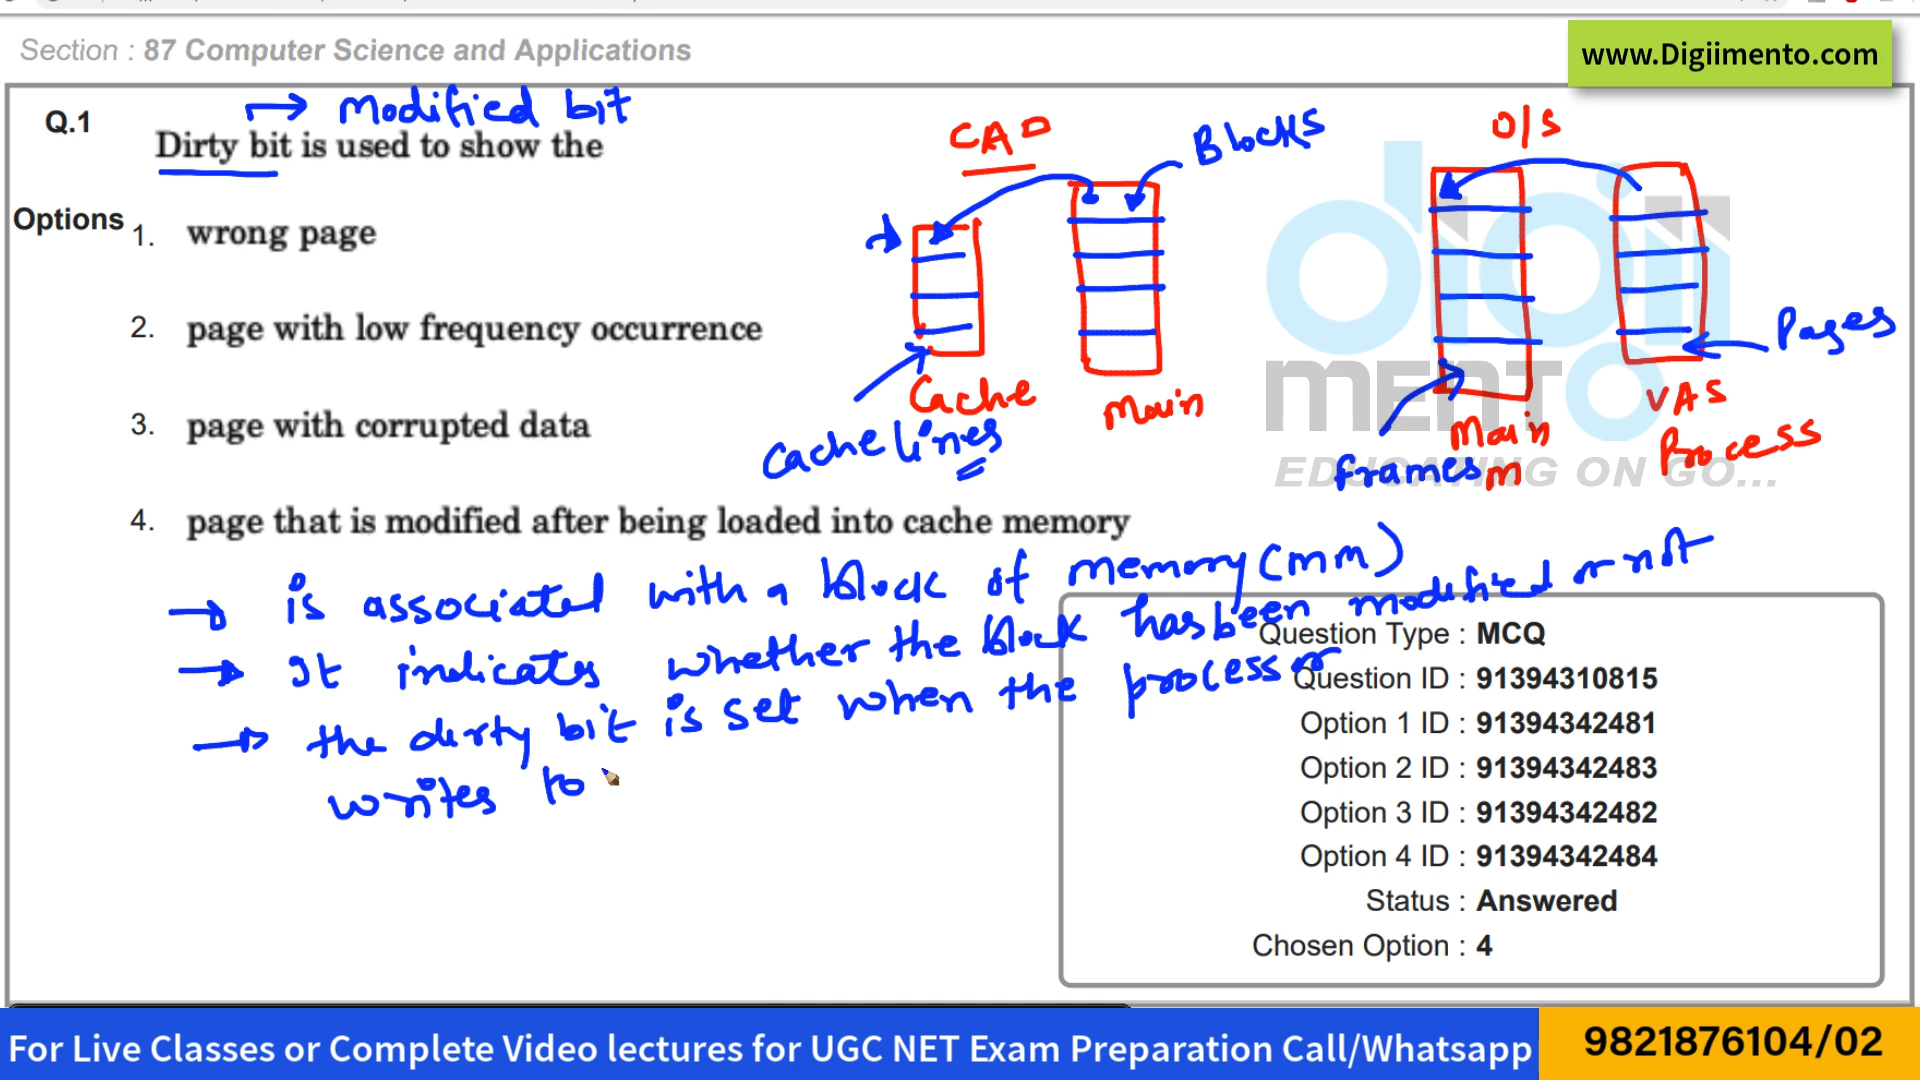 Section : 87 Computer Science and Applications
www.Digiimento.com
Q.1
→ Modified bit
Dirty bit is used to show the
CAO
Blocks
O/S
Options
1. wrong page
2. page with low frequency occurrence
3. page with corrupted data
4. page that is modified after being loaded into cache memory
Cache
Cache lines
Main
Pages
VAS
Process
Main
frames m
digi
MENTO
EDUCATING ON GO...
→ is associated with a block of memory (mm)
→ It indicates whether the block has been modified or not
→ the dirty bit is set when the processor
writes to
Question Type : MCQ
Question ID : 91394310815
Option 1 ID : 91394342481
Option 2 ID : 91394342483
Option 3 ID : 91394342482
Option 4 ID : 91394342484
Status : Answered
Chosen Option : 4
For Live Classes or Complete Video lectures for UGC NET Exam Preparation Call/Whatsapp
9821876104/02